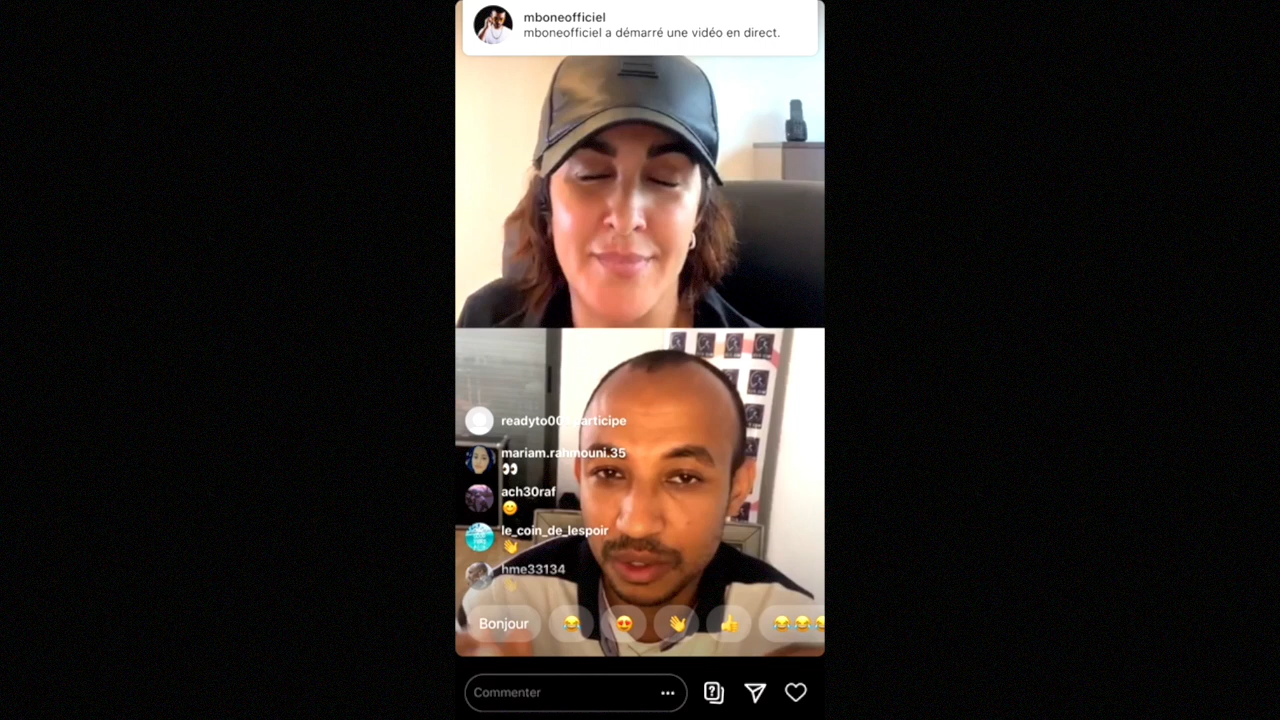 mboneofficiel
mboneofficiel a démarré une vidéo en direct.
participe
mariam.rahmouni.35
👀
ach30raf
😊
le_coin_de_lespoir
👋
hme33134
👋
Bonjour 😂 😍 👋 👍 😂😂😂
Commenter